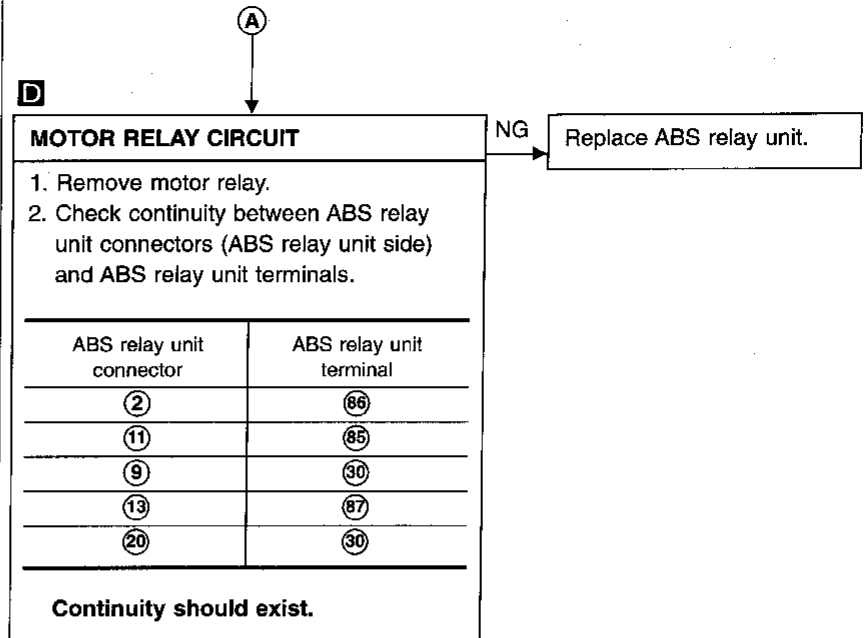 Ⓐ
D
MOTOR RELAY CIRCUIT
NG
Replace ABS relay unit.
1. Remove motor relay.
2. Check continuity between ABS relay
unit connectors (ABS relay unit side)
and ABS relay unit terminals.
ABS relay unit connector | ABS relay unit terminal
② | 86
⑪ | 85
⑨ | 30
⑬ | 87
⑳ | 30
Continuity should exist.